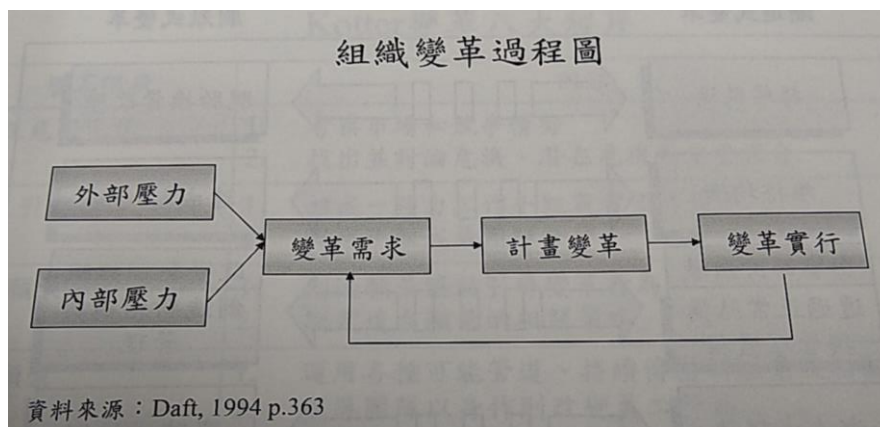 組織變革過程圖
外部壓力
內部壓力
變革需求
計畫變革
變革實行
資料來源：Daft, 1994 p.363